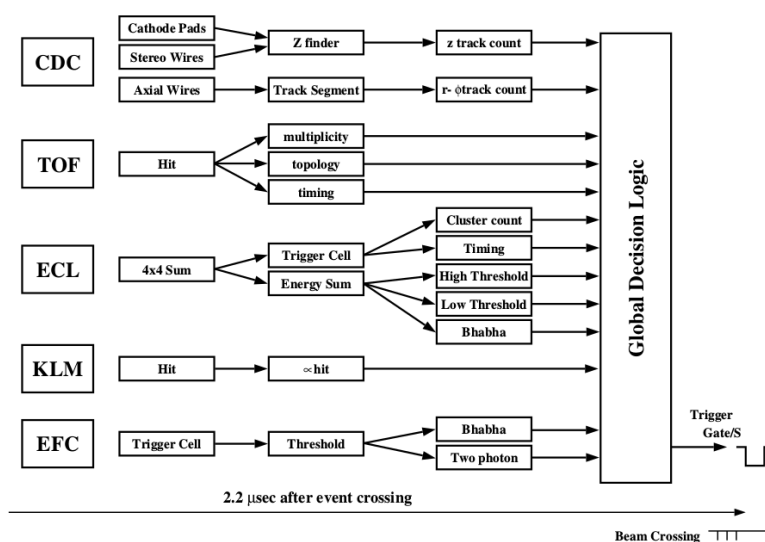 Cathode Pads
CDC
Stereo Wires
Z finder
z track count
Axial Wires
Track Segment
r- ϕtrack count
TOF
Hit
multiplicity
topology
timing
ECL
4x4 Sum
Trigger Cell
Energy Sum
Cluster count
Timing
High Threshold
Low Threshold
Bhabha
KLM
Hit
∝hit
EFC
Trigger Cell
Threshold
Bhabha
Two photon
Global Decision Logic
Trigger
Gate/S
2.2 μsec after event crossing
Beam Crossing